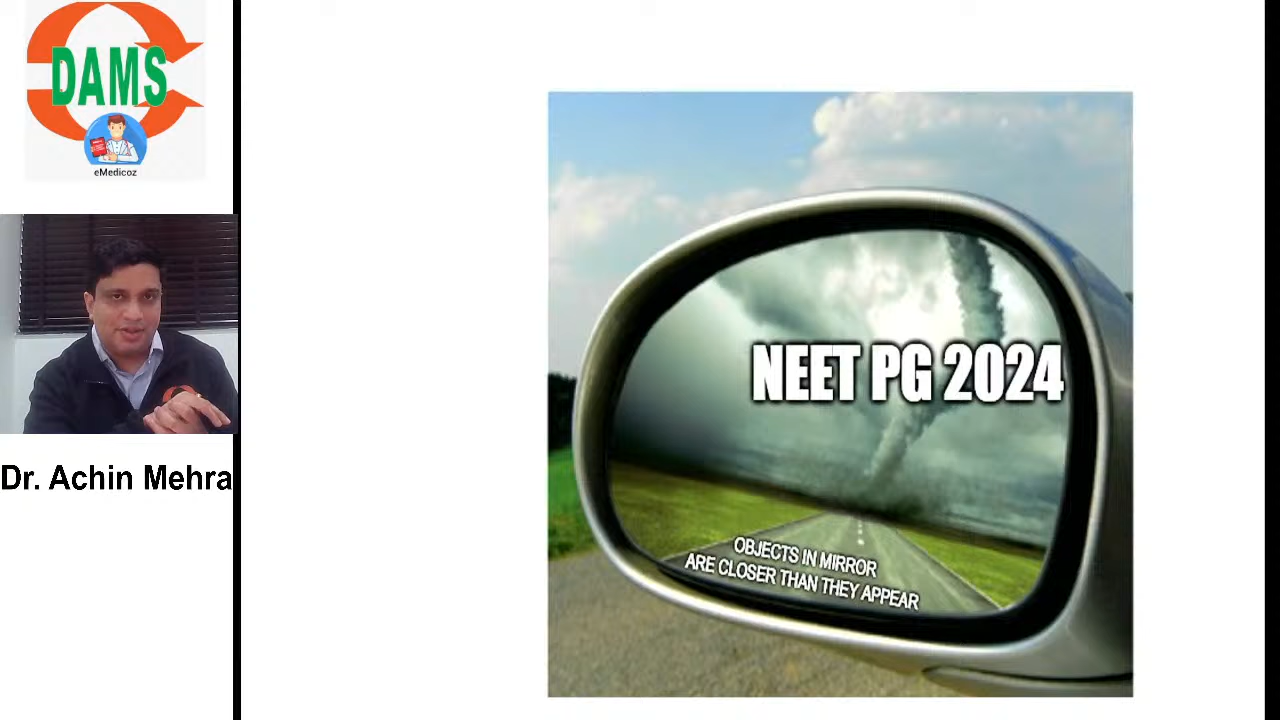 DAMS
eMedicoz
Dr. Achin Mehra
NEET PG 2024
OBJECTS IN MIRROR
ARE CLOSER THAN THEY APPEAR